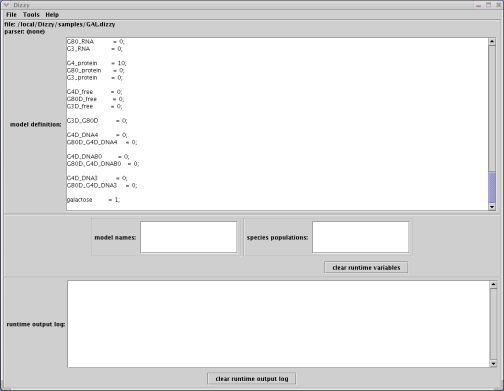 Dizzy
File Tools Help
file: /local/Dizzy/samples/GAL.dizzy
parser: (none)
G80_RNA = 0;
G3_RNA = 0;
G4_protein = 10;
G80_protein = 0;
G3_protein = 0;
G4D_free = 0;
G80D_free = 0;
G3D_free = 0;
G3D_G80D = 0;
model definition:
G4D_DNA4 = 0;
G80D_G4D_DNA4 = 0;
G4D_DNA80 = 0;
G80D_G4D_DNA80 = 0;
G4D_DNA3 = 0;
G80D_G4D_DNA3 = 0;
galactose = 1;
model names:
species populations:
clear runtime variables
runtime output log:
clear runtime output log